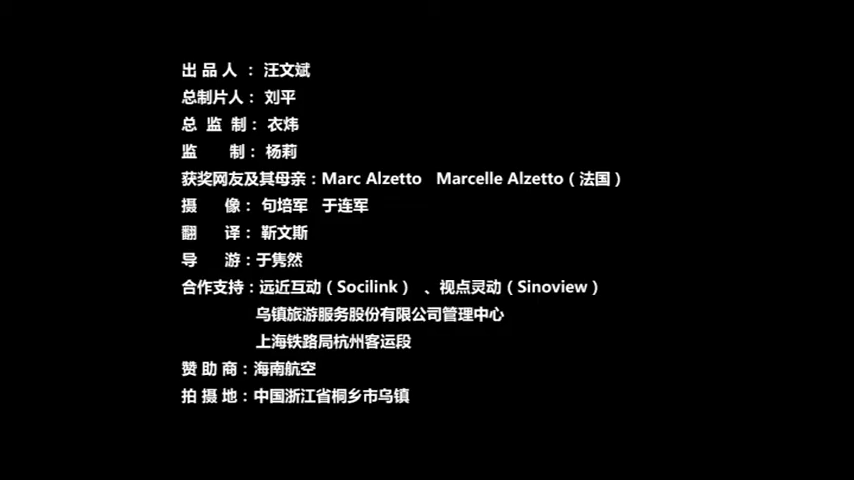 出 品 人 ： 汪文斌
总制片人： 刘平
总 监 制： 衣炜
监 制： 杨莉
获奖网友及其母亲：Marc Alzetto Marcelle Alzetto（法国）
摄 像： 句培军 于连军
翻 译： 靳文斯
导 游：于隽然
合作支持：远近互动（Socilink） 、视点灵动（Sinoview）
乌镇旅游服务股份有限公司管理中心
上海铁路局杭州客运段
赞 助 商：海南航空
拍 摄 地：中国浙江省桐乡市乌镇